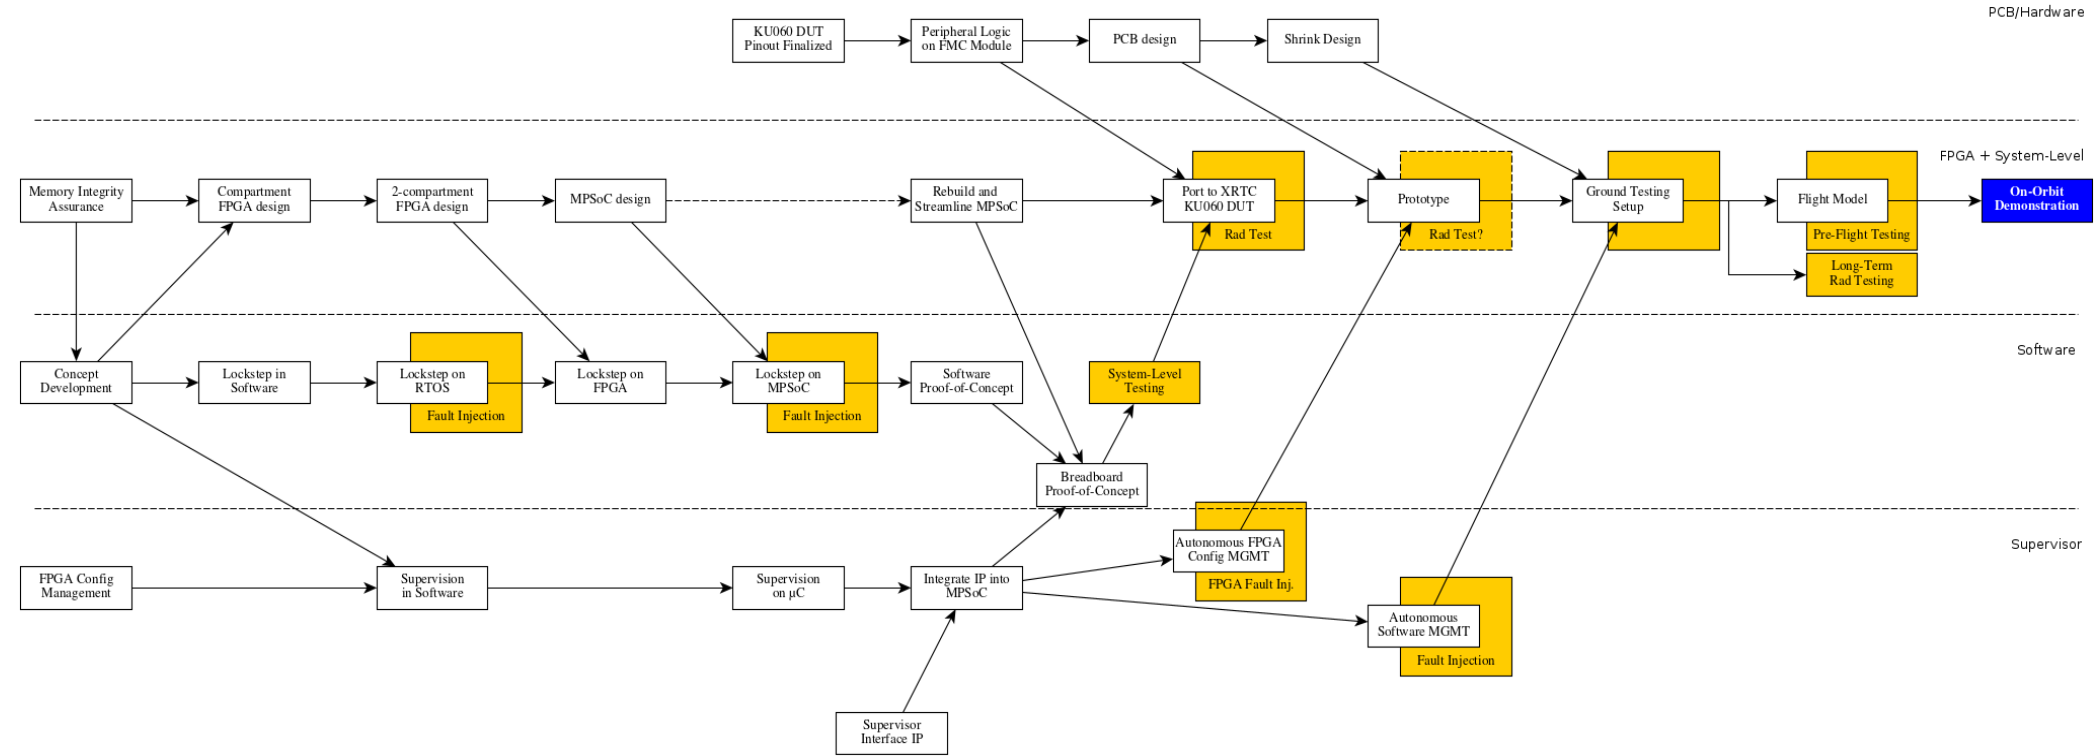 PCB/Hardware
KU060 DUT
Pinout Finalized
Peripheral Logic
on FMC Module
PCB design
Shrink Design
FPGA + System-Level
Memory Integrity
Assurance
Compartment
FPGA design
2-compartment
FPGA design
MPSoC design
Rebuild and
Streamline MPSoC
Port to XRTC
KU060 DUT
Rad Test
Prototype
Rad Test?
Ground Testing
Setup
Flight Model
Pre-Flight Testing
Long-Term
Rad Testing
On-Orbit
Demonstration
Software
Concept
Development
Lockstep in
Software
Lockstep on
RTOS
Fault Injection
Lockstep on
FPGA
Lockstep on
MPSoC
Fault Injection
Software
Proof-of-Concept
System-Level
Testing
Breadboard
Proof-of-Concept
Supervisor
FPGA Config
Management
Supervision
in Software
Supervision
on µC
Integrate IP into
MPSoC
Autonomous FPGA
Config MGMT
FPGA Fault Inj.
Autonomous
Software MGMT
Fault Injection
Supervisor
Interface IP